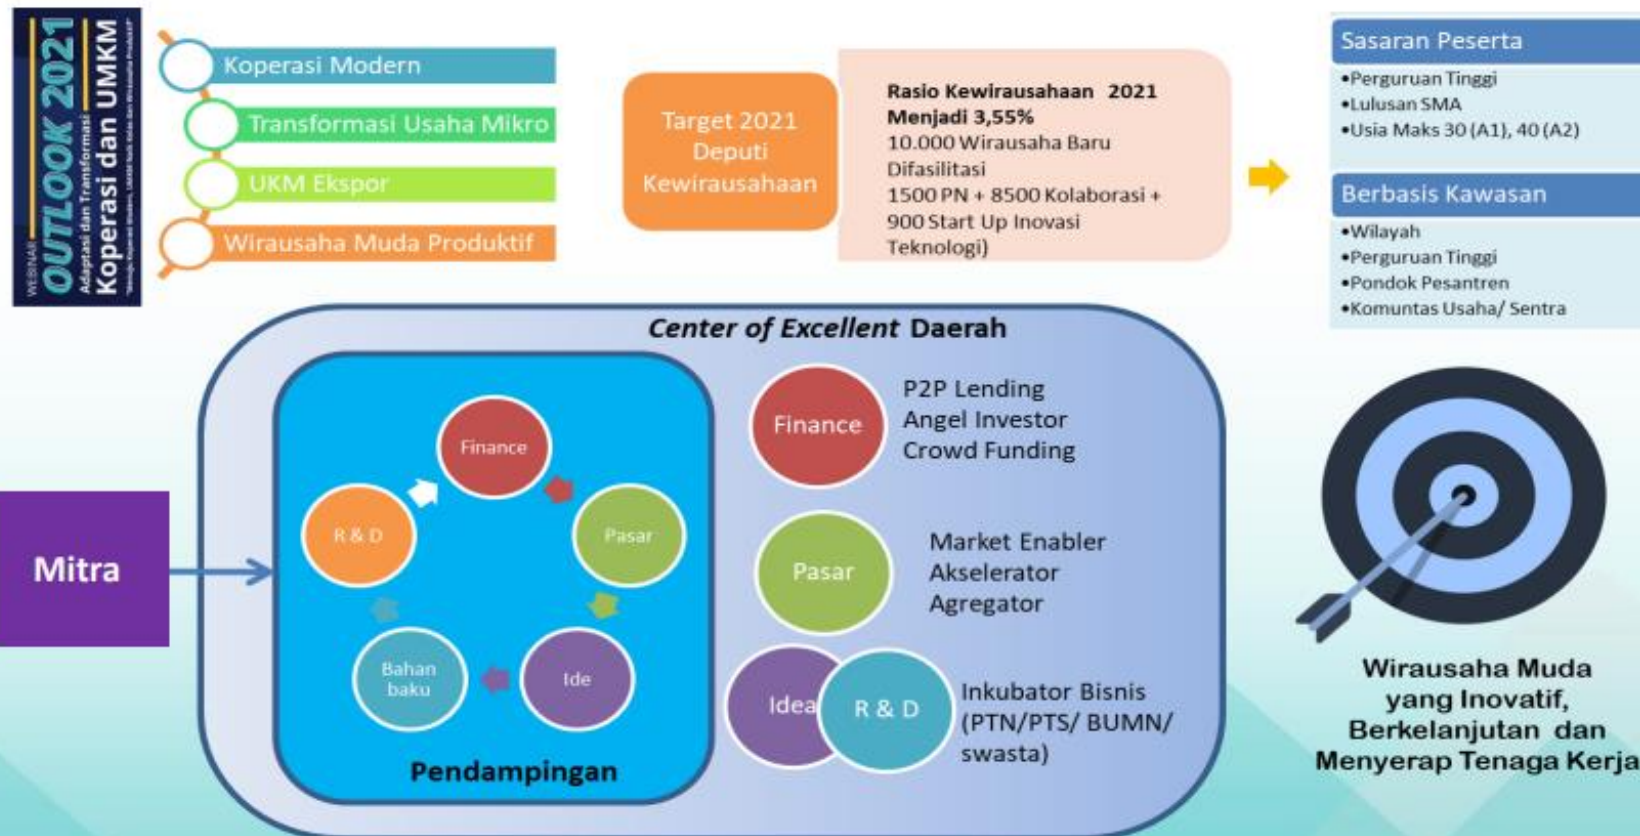 WEBINAR
OUTLOOK 2021
Adaptasi dan Transformasi
Koperasi dan UMKM
Koperasi Modern
Transformasi Usaha Mikro
UKM Ekspor
Wirausaha Muda Produktif
Target 2021
Deputi
Kewirausahaan
Rasio Kewirausahaan 2021
Menjadi 3,55%
10.000 Wirausaha Baru
Difasilitasi
1500 PN + 8500 Kolaborasi +
900 Start Up Inovasi
Teknologi)
Sasaran Peserta
•Perguruan Tinggi
•Lulusan SMA
•Usia Maks 30 (A1), 40 (A2)
Berbasis Kawasan
•Wilayah
•Perguruan Tinggi
•Pondok Pesantren
•Komuntas Usaha/ Sentra
Mitra
Center of Excellent Daerah
Finance
Pasar
Ide
Bahan
baku
R & D
Pendampingan
Finance
P2P Lending
Angel Investor
Crowd Funding
Pasar
Market Enabler
Akselerator
Agregator
Idea
R & D
Inkubator Bisnis
(PTN/PTS/ BUMN/
swasta)
Wirausaha Muda
yang Inovatif,
Berkelanjutan dan
Menyerap Tenaga Kerja